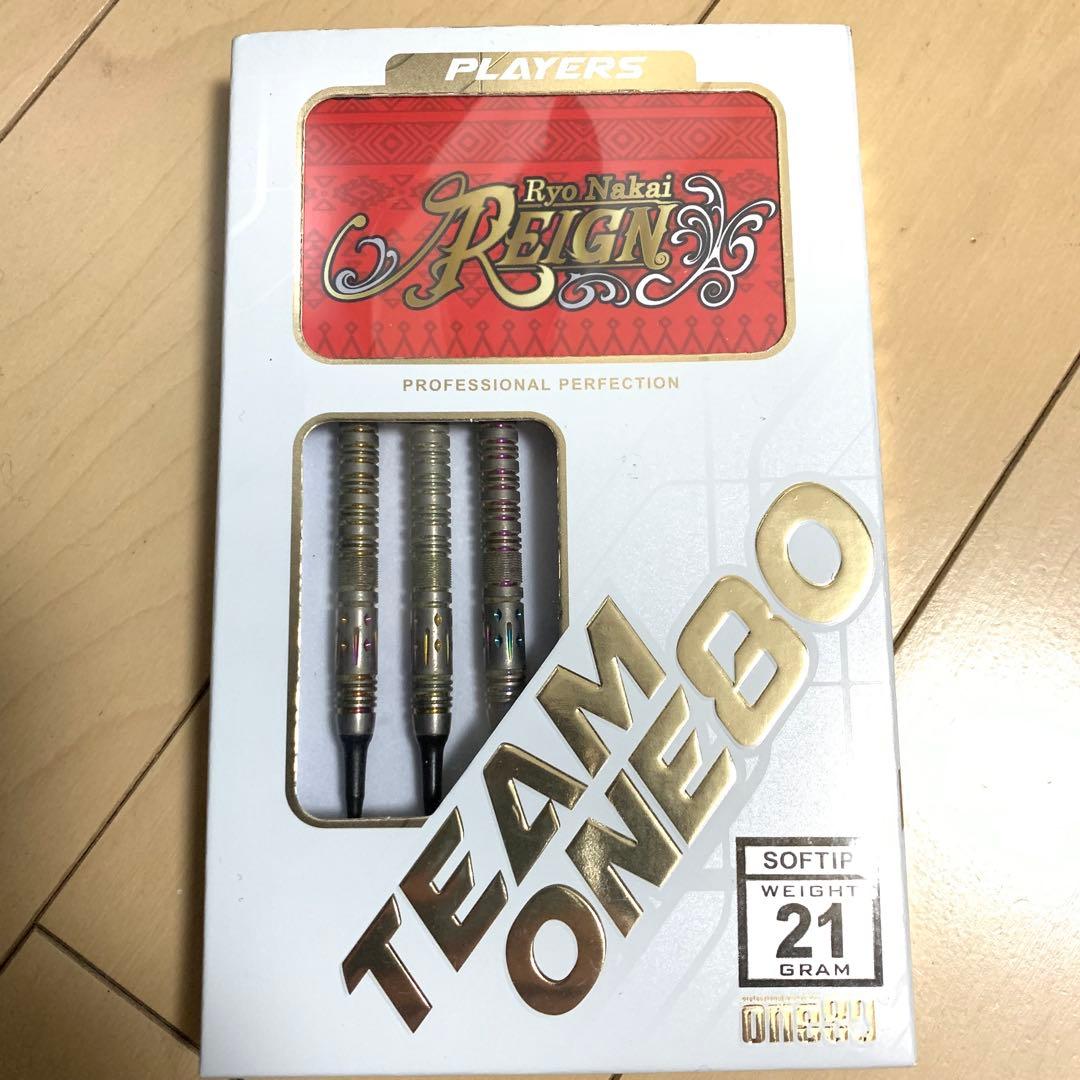 PLAYERS
Ryo Nakai
REIGN
PROFESSIONAL PERFECTION
TEAM
ONE80
SOFTIP
WEIGHT
21
GRAM
one80